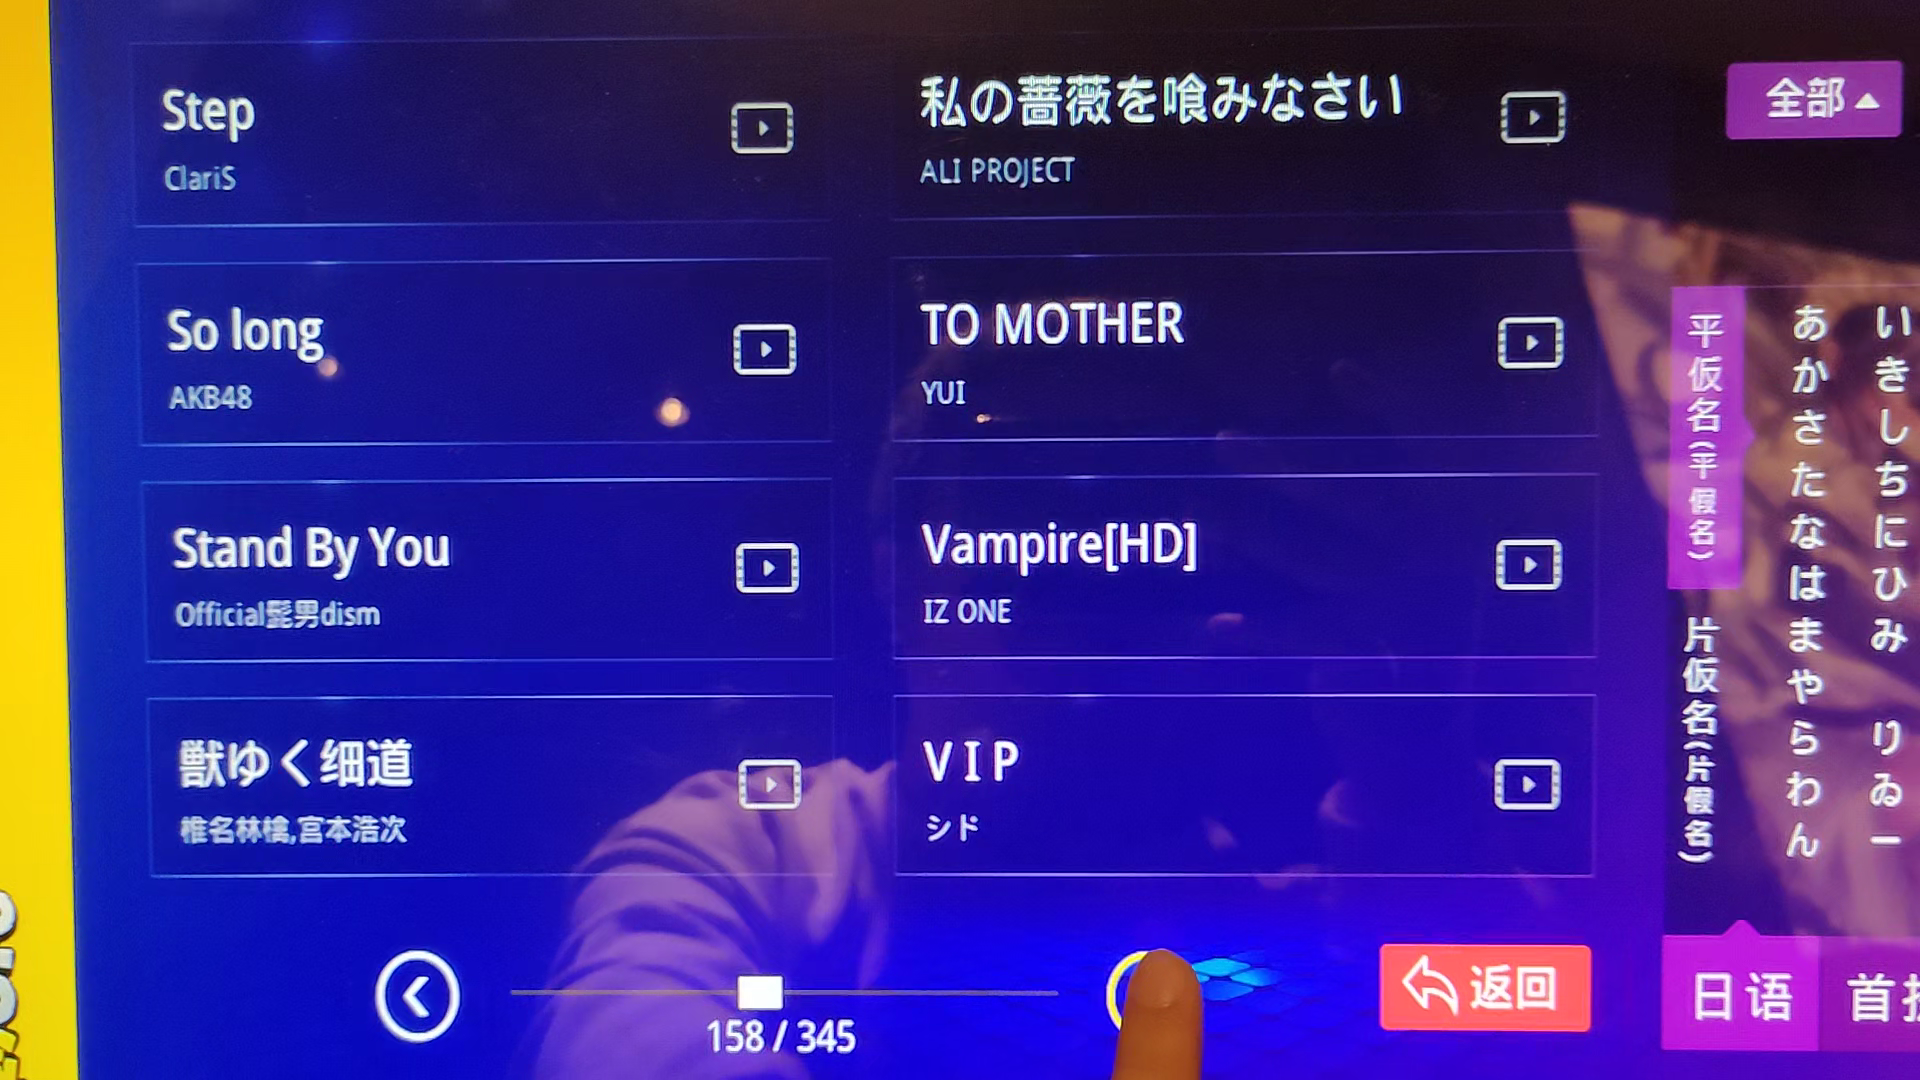 Step
ClariS
私の薔薇を喰みなさい
ALI PROJECT
So long
AKB48
TO MOTHER
YUI
Stand By You
Official髭男dism
Vampire[HD]
IZ ONE
獣ゆく细道
椎名林檎,宮本浩次
V I P
シド
158 / 345
返回
全部
平仮名(平假名)
片仮名(片假名)
あかさたなはまやらわん
いきしちにひみ りゐー
日语
首